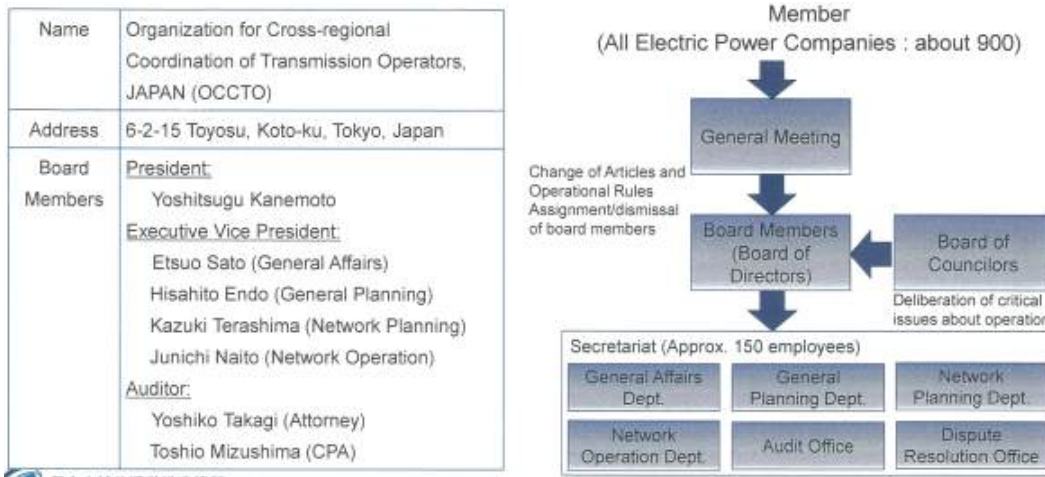 Name
Organization for Cross-regional
Coordination of Transmission Operators,
JAPAN (OCCTO)
Address
6-2-15 Toyosu, Koto-ku, Tokyo, Japan
Board
Members
President:
Yoshitsugu Kanemoto
Executive Vice President:
Etsuo Sato (General Affairs)
Hisahito Endo (General Planning)
Kazuki Terashima (Network Planning)
Junichi Naito (Network Operation)
Auditor:
Yoshiko Takagi (Attorney)
Toshio Mizushima (CPA)
Member
(All Electric Power Companies : about 900)
General Meeting
Change of Articles and
Operational Rules
Assignment/dismissal
of board members
Board Members
(Board of
Directors)
Board of
Councilors
Deliberation of critical
issues about operation
Secretariat (Approx. 150 employees)
General Affairs
Dept.
General
Planning Dept.
Network
Planning Dept.
Network
Operation Dept.
Audit Office
Dispute
Resolution Office